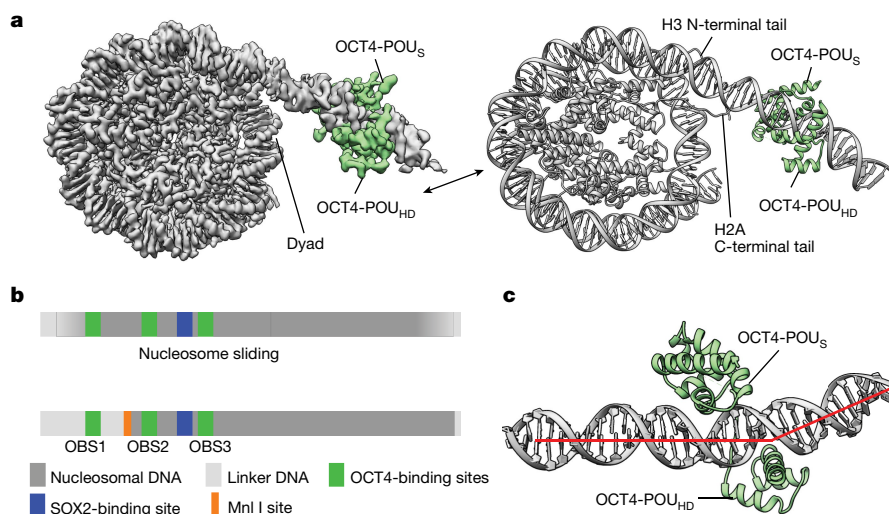 a
OCT4-POUS
OCT4-POUHD
Dyad
H3 N-terminal tail
OCT4-POUS
OCT4-POUHD
H2A
C-terminal tail
b
Nucleosome sliding
OBS1
OBS2
OBS3
Nucleosomal DNA
Linker DNA
OCT4-binding sites
SOX2-binding site
Mnl I site
c
OCT4-POUS
OCT4-POUHD